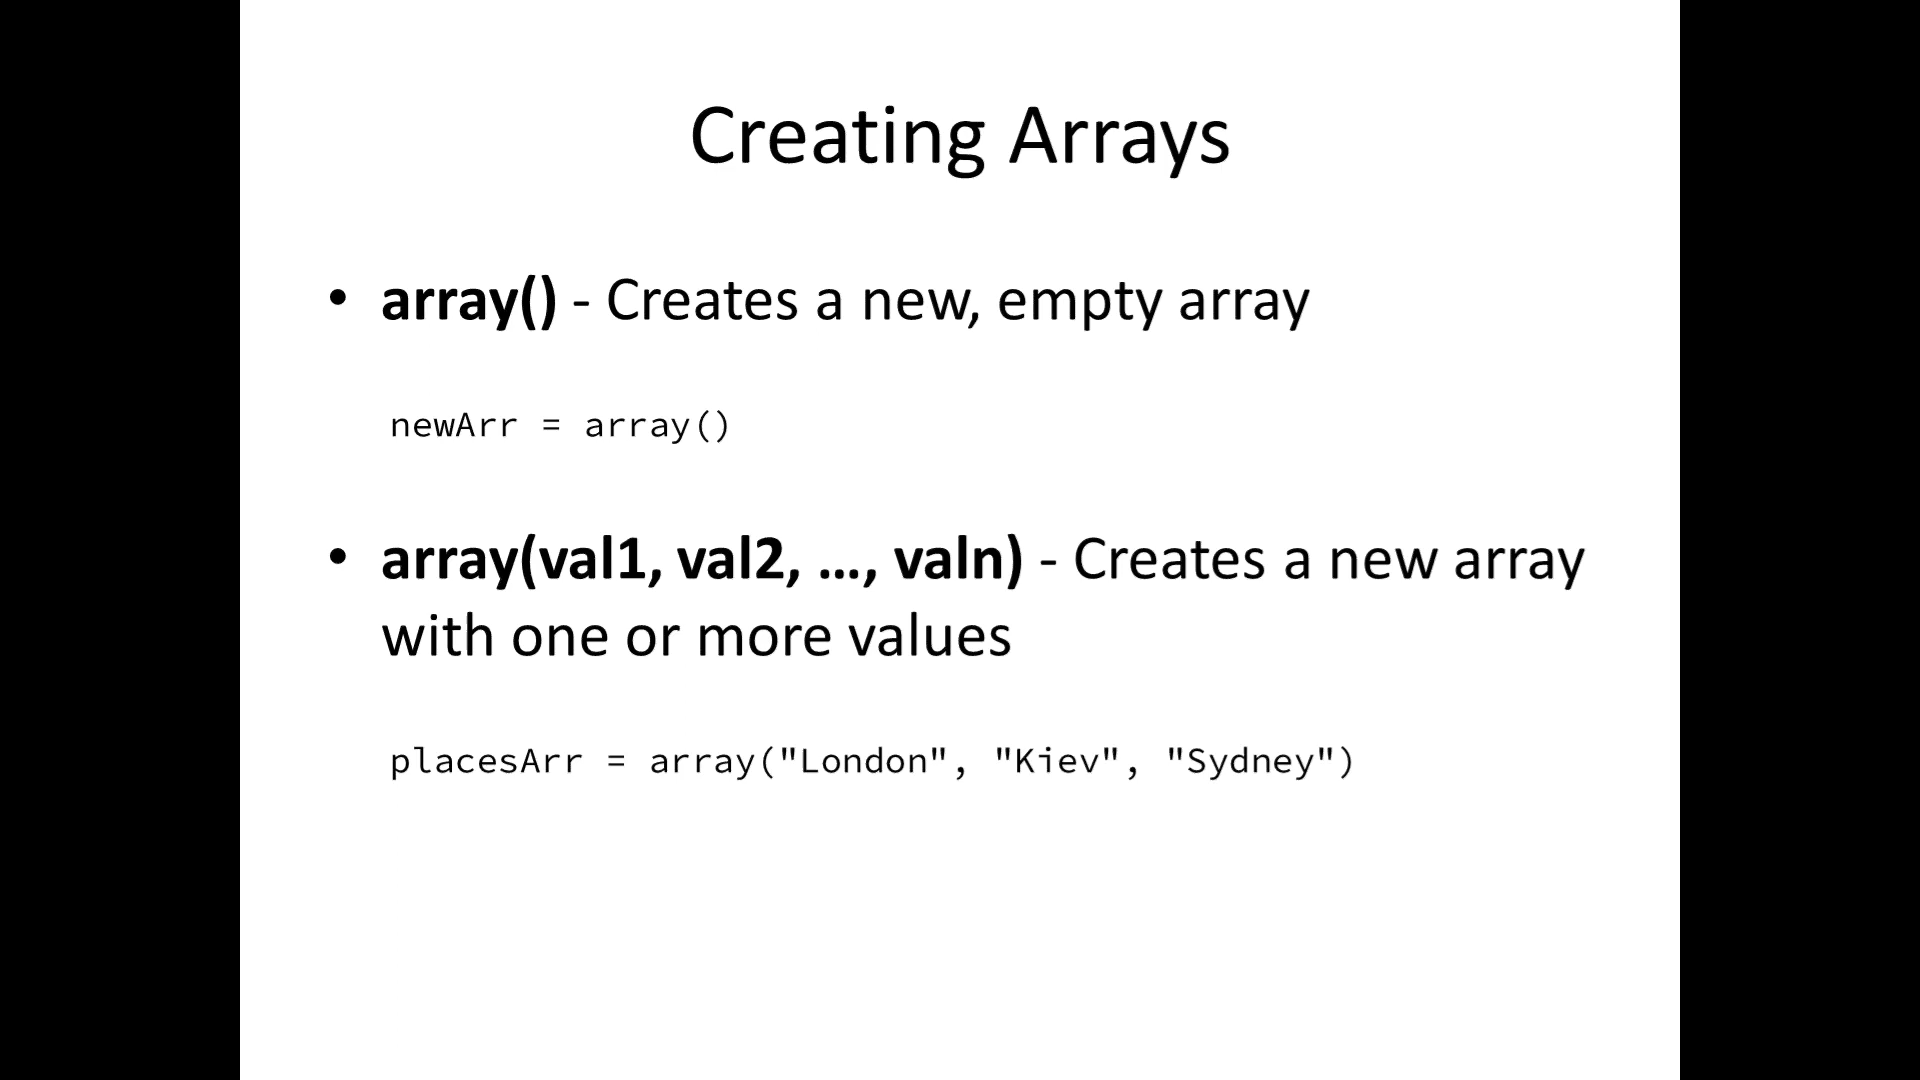 Creating Arrays
• array() - Creates a new, empty array
newArr = array()
• array(val1, val2, …, valn) - Creates a new array
with one or more values
placesArr = array("London", "Kiev", "Sydney")